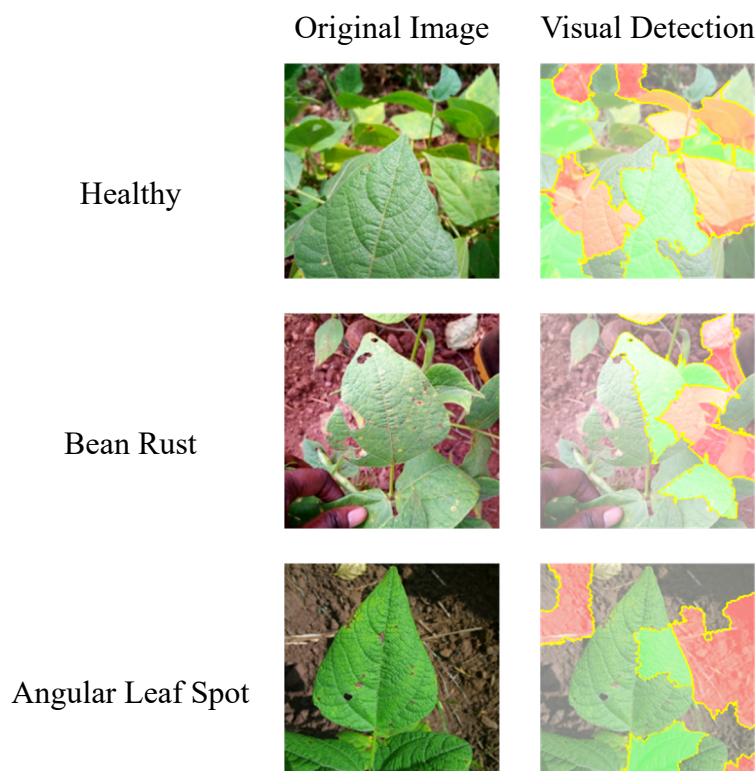 Original Image
Visual Detection
Healthy
Bean Rust
Angular Leaf Spot